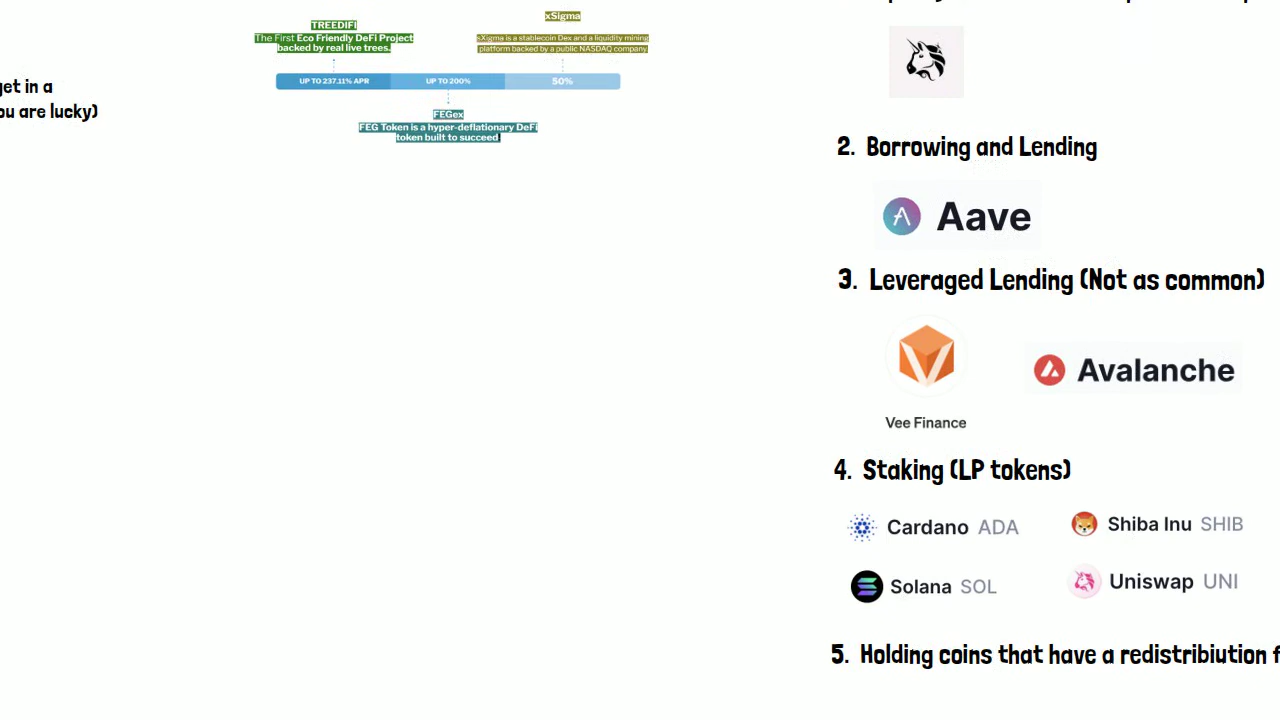 get in a
ou are lucky)
TREEDIFI
The First Eco Friendly DeFi Project
backed by real live trees.
xSigma
xSigma is a stablecoin Dex and a liquidity mining
platform backed by a public NASDAQ company.
UP TO 237.11% APR
UP TO 200%
50%
FEGex
FEG Token is a hyper-deflationary DeFi
token built to succeed
2. Borrowing and Lending
Aave
3. Leveraged Lending (Not as common)
Avalanche
Vee Finance
4. Staking (LP tokens)
Cardano ADA
Shiba Inu SHIB
Solana SOL
Uniswap UNI
5. Holding coins that have a redistribiution f